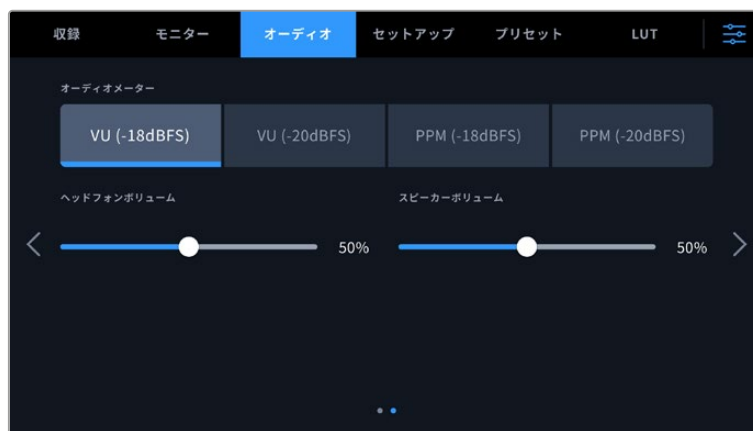 収録 モニター オーディオ セットアップ プリセット LUT
オーディオメーター
VU (-18dBFS) VU (-20dBFS) PPM (-18dBFS) PPM (-20dBFS)
ヘッドフォンボリューム スピーカーボリューム
50% 50%